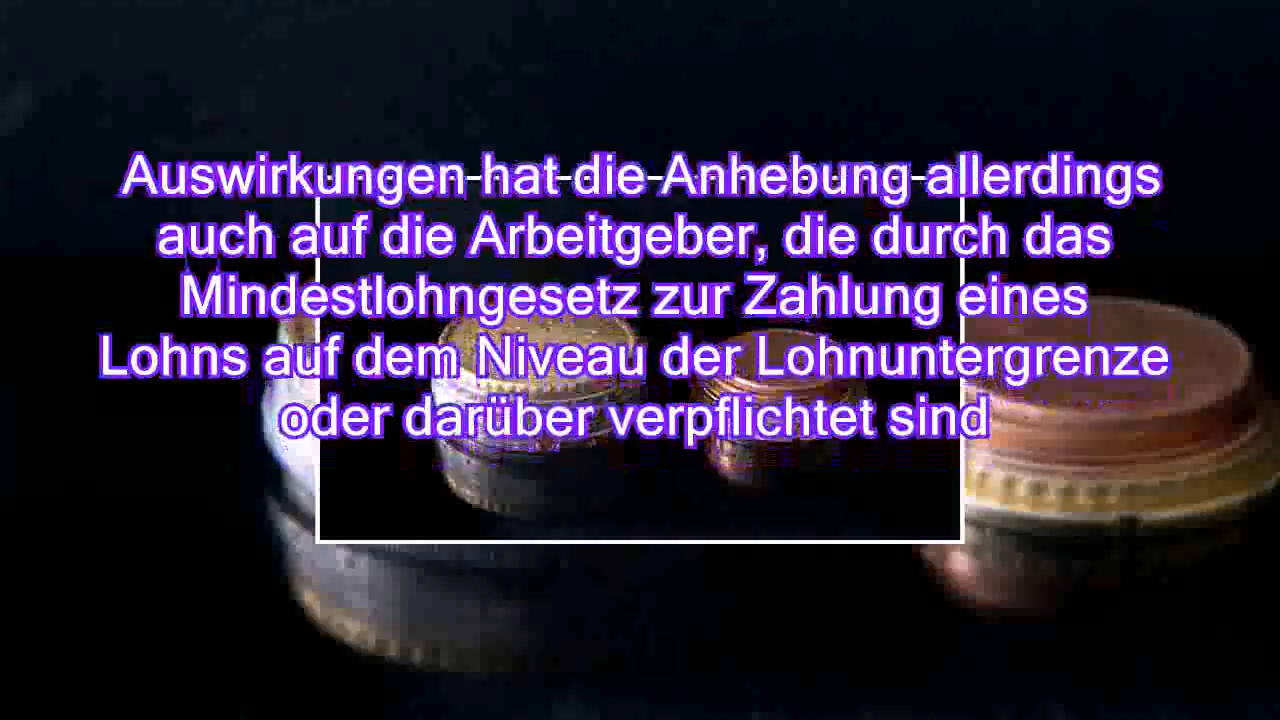 Auswirkungen hat die Anhebung allerdings
auch auf die Arbeitgeber, die durch das
Mindestlohngesetz zur Zahlung eines
Lohns auf dem Niveau der Lohnuntergrenze
oder darüber verpflichtet sind